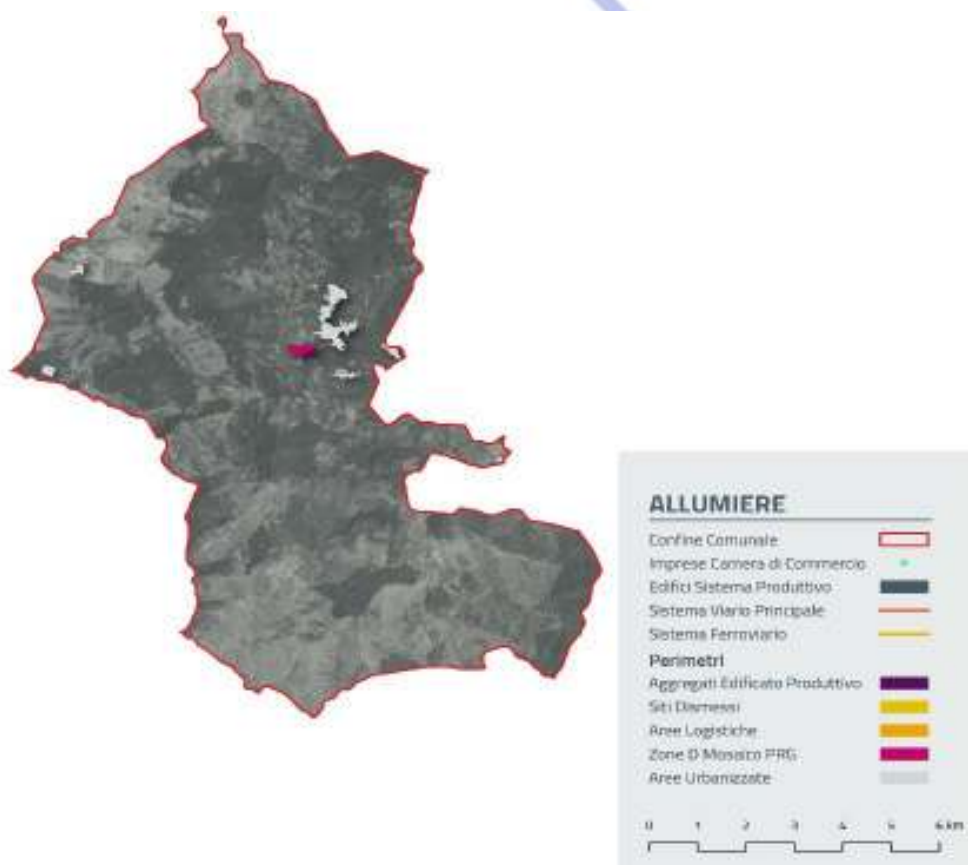 ALLUMIERE
Confine Comunale
Imprese Camera di Commercio
Edifici Sistema Produttivo
Sistema Viario Principale
Sistema Ferroviario
Perimetri
Aggregati Edificato Produttivo
Siti Dismessi
Aree Logistiche
Zone D Mosaico PRG
Aree Urbanizzate
0 1 2 3 4 5 6 km